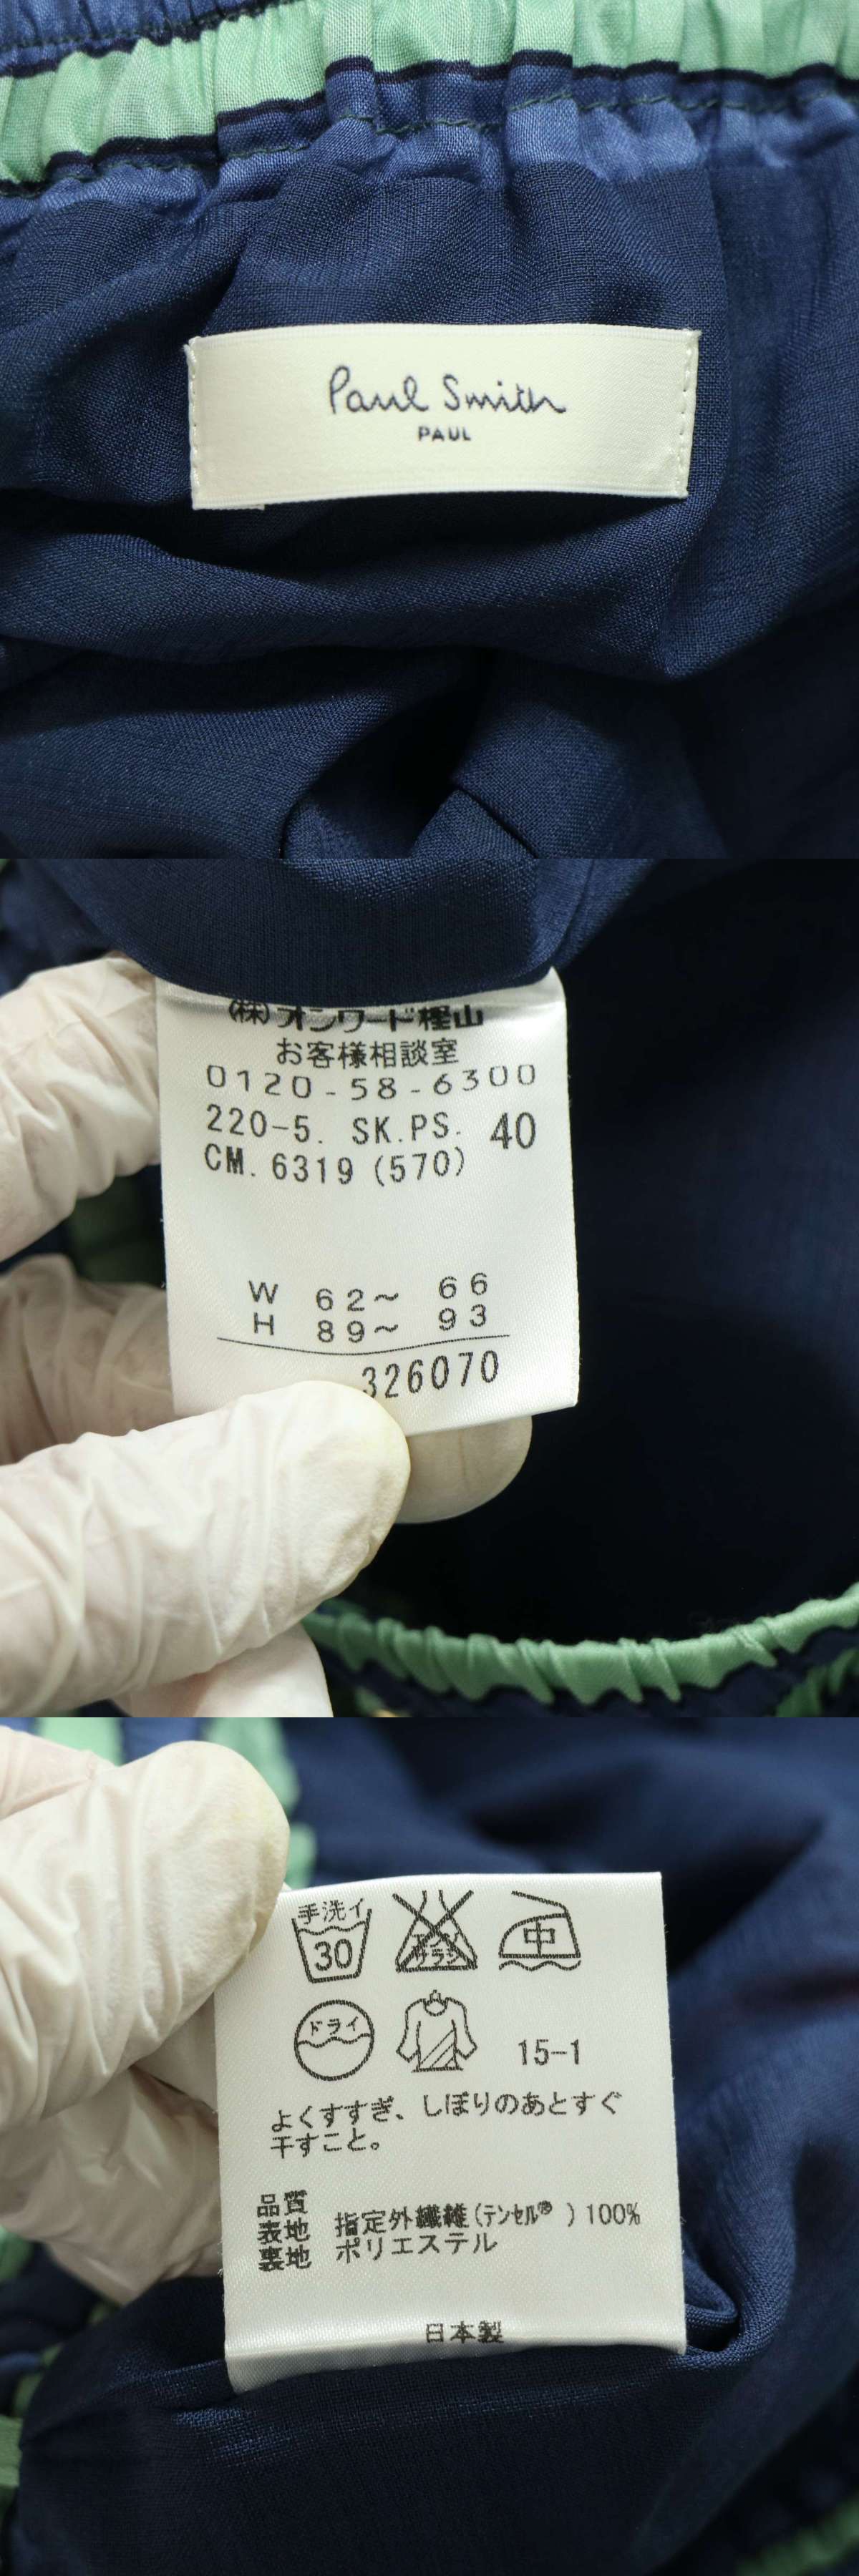 Paul Smith
PAUL
(株)オンワード樫山
お客様相談室
0120-58-6300
220-5. SK.PS. 40
CM. 6319 (570)
W 62～ 66
H 89～ 93
326070
手洗イ
30
中
ドライ
15-1
よくすすぎ、しぼりのあとすぐ
干すこと。
品質
表地 指定外繊維(テンセル®)100%
裏地 ポリエステル
日本製